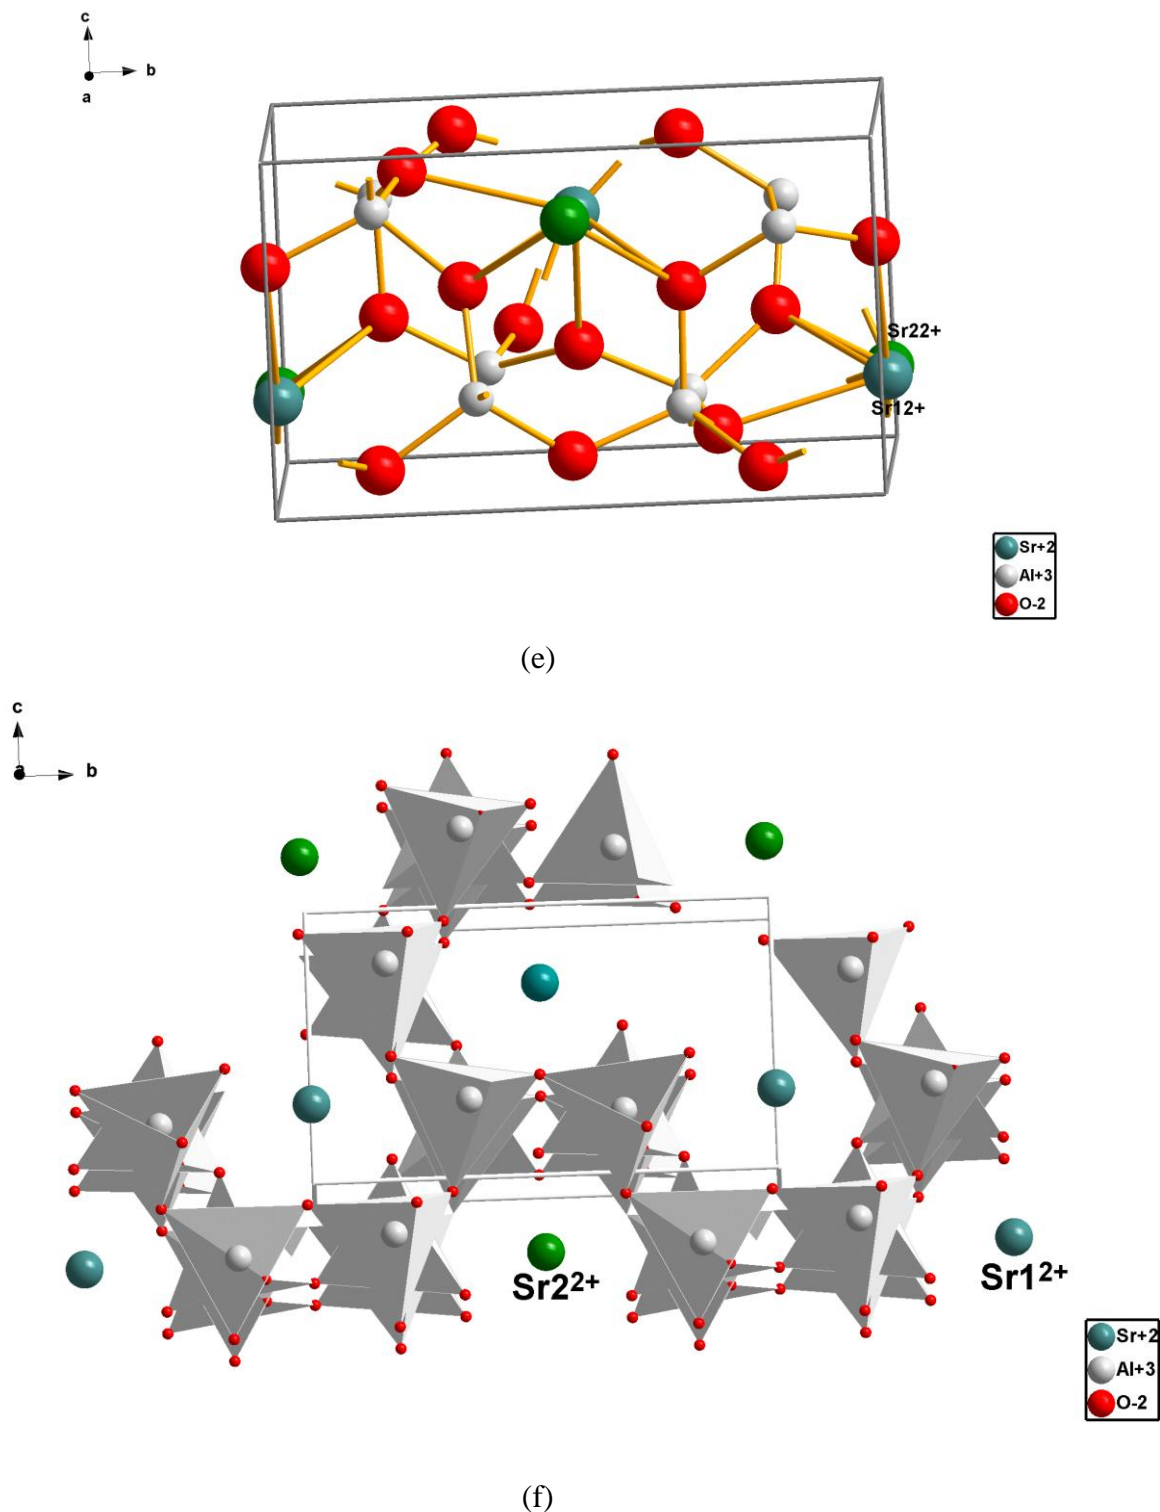 c
b
a
Sr22+
Sr12+
Sr+2
Al+3
O-2
(e)
c
a
b
Sr2²⁺
Sr1²⁺
Sr+2
Al+3
O-2
(f)